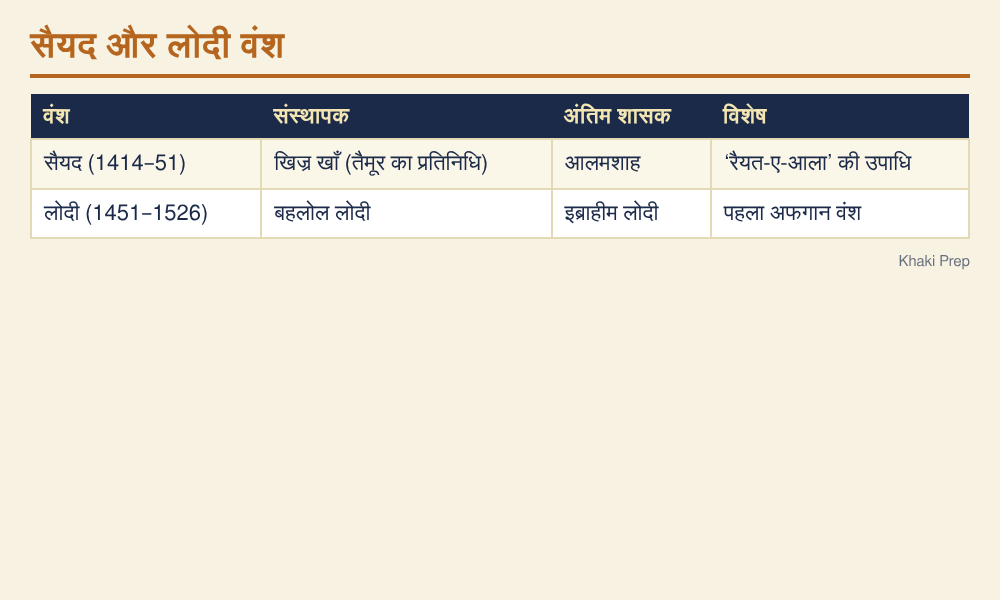 सैयद और लोदी वंश
वंश संस्थापक अंतिम शासक विशेष
सैयद (1414–51) खिज्र खाँ (तैमूर का प्रतिनिधि) आलमशाह ‘रैयत-ए-आला’ की उपाधि
लोदी (1451–1526) बहलोल लोदी इब्राहीम लोदी पहला अफगान वंश
Khaki Prep